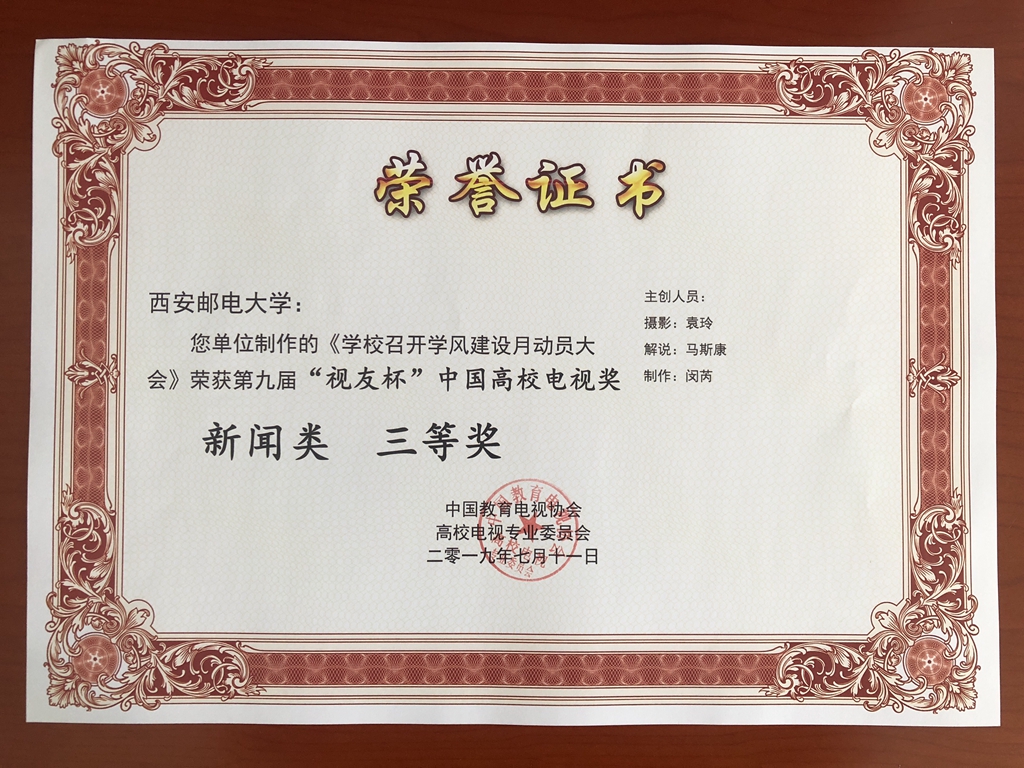 荣誉证书
西安邮电大学：
您单位制作的《学校召开学风建设月动员大
会》荣获第九届“视友杯”中国高校电视奖
新闻类 三等奖
主创人员：
摄影：袁玲
解说：马斯康
制作：闵芮
中国教育电视协会
高校电视专业委员会
二零一九年七月十一日